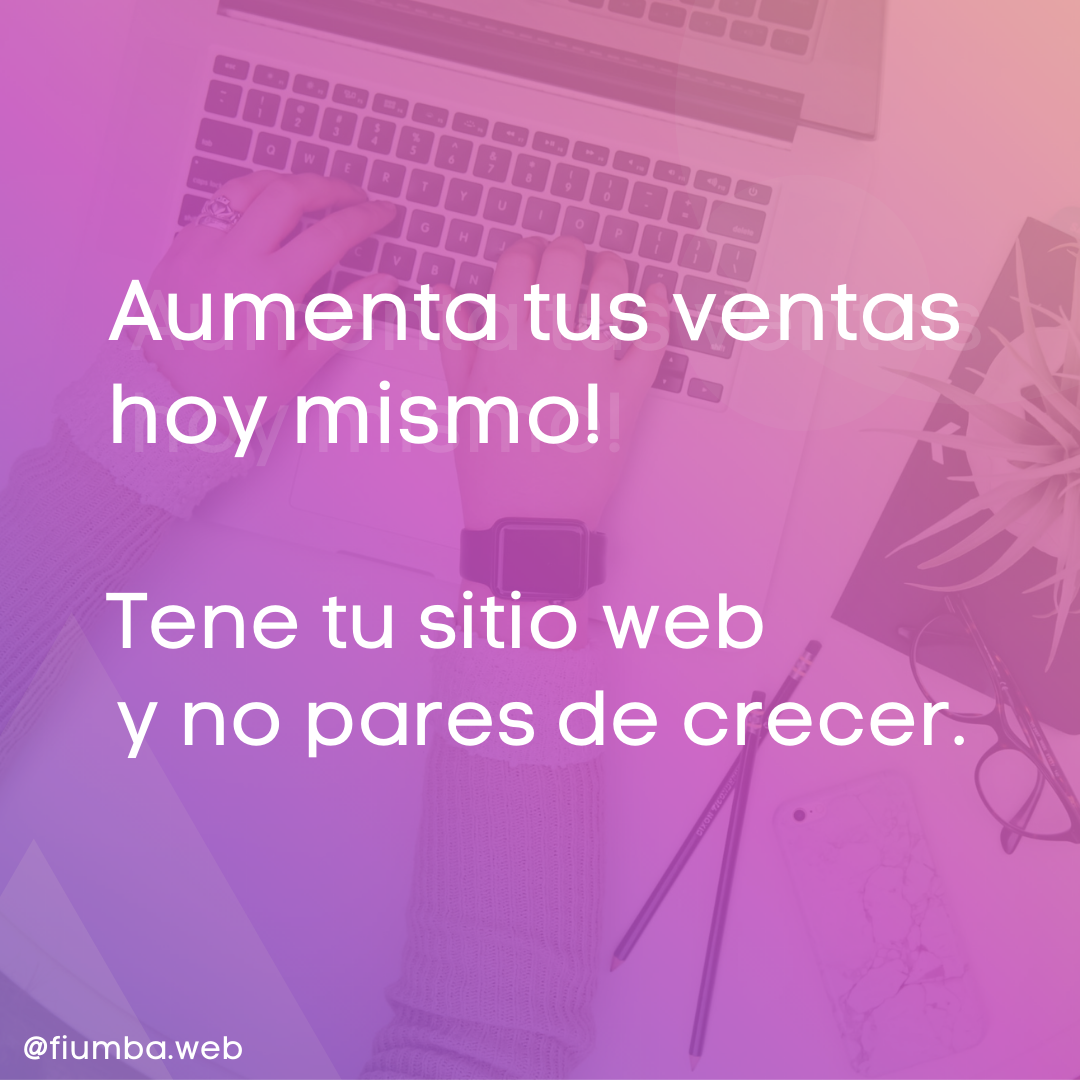 Aumenta tus ventas
hoy mismo!
Tene tu sitio web
y no pares de crecer.
@fiumba.web